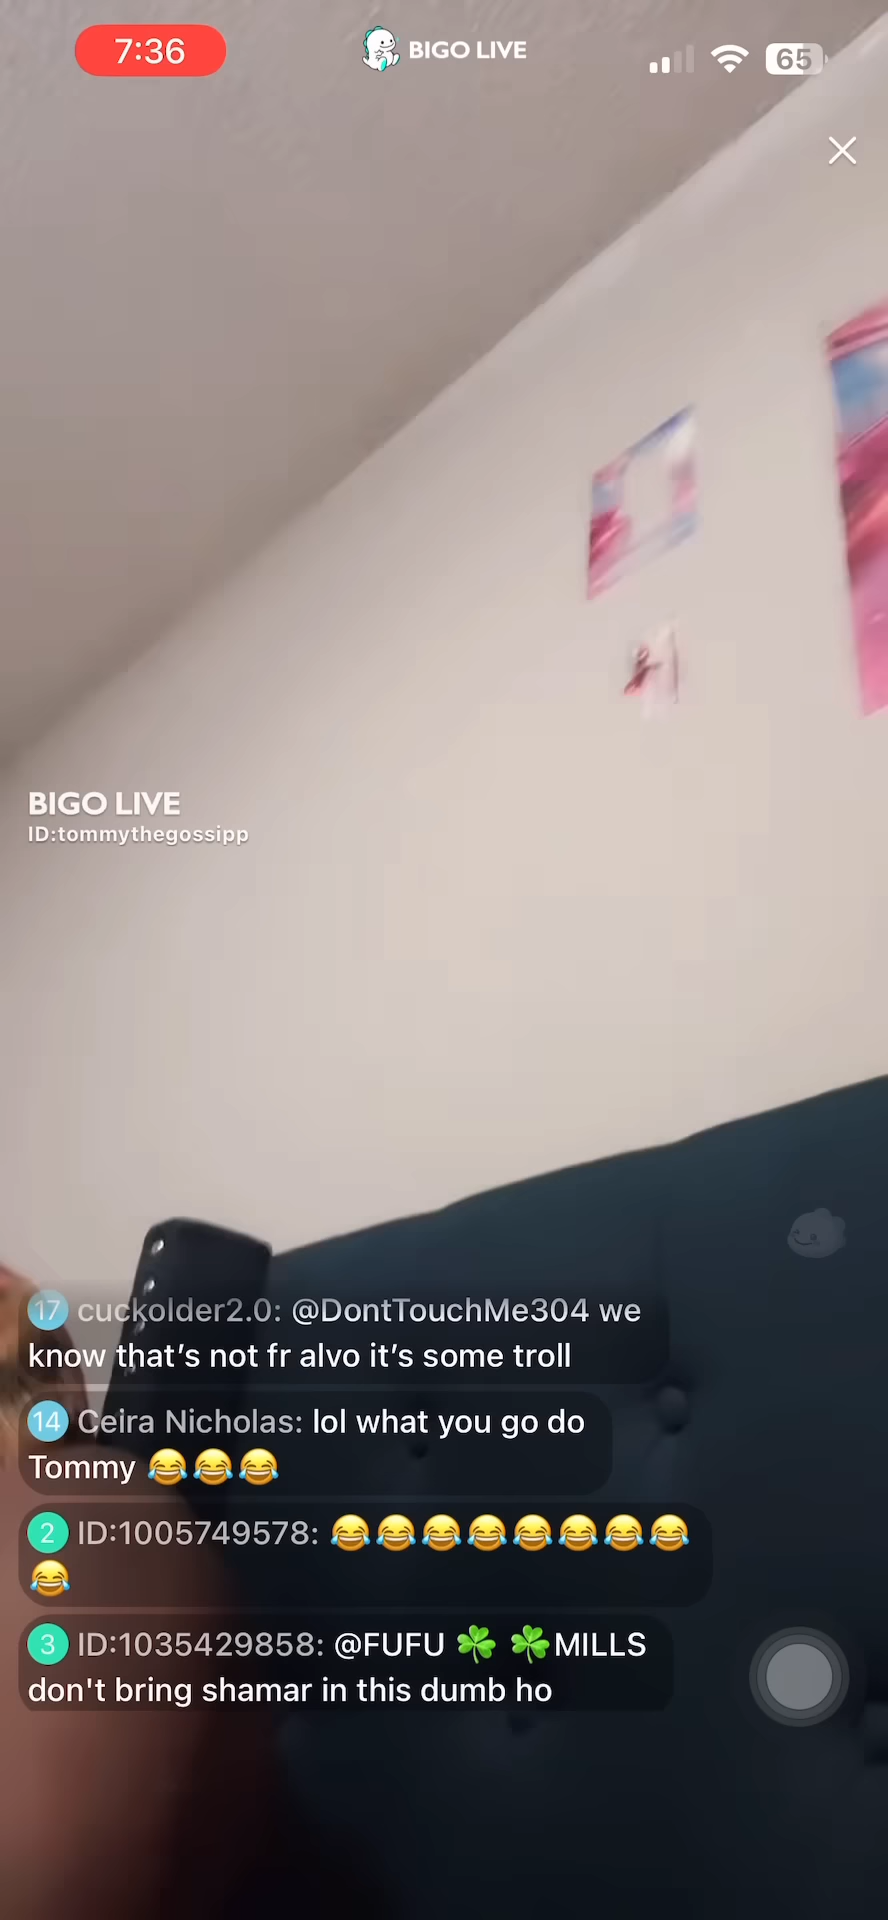 7:36
BIGO LIVE
65
BIGO LIVE
ID:tommythegossipp
17 cuckolder2.0: @DontTouchMe304 we
know that’s not fr alvo it’s some troll
14 Ceira Nicholas: lol what you go do
Tommy 😂😂😂
2 ID:1005749578: 😂😂😂😂😂😂😂😂
😂
3 ID:1035429858: @FUFU ☘️ ☘️MILLS
don't bring shamar in this dumb ho